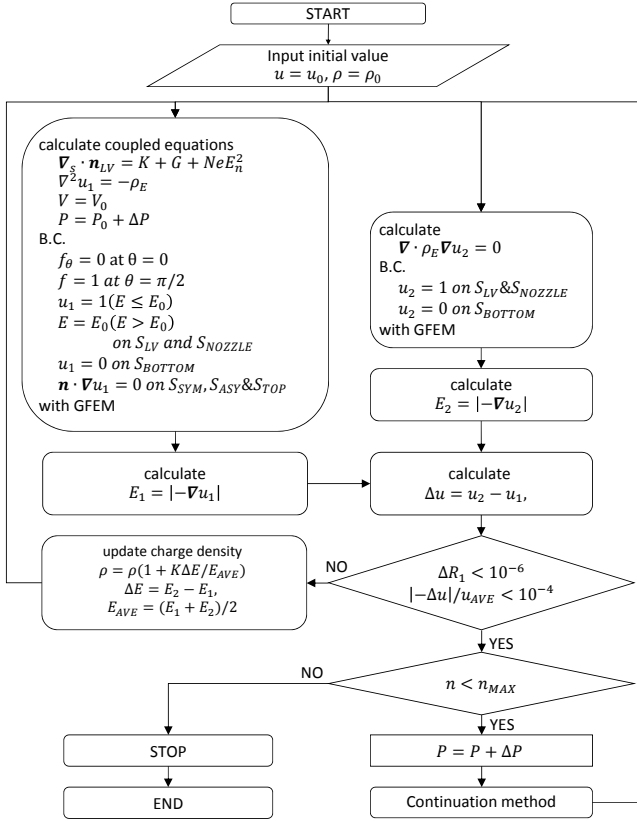 START
Input initial value
u = u₀, ρ = ρ₀
calculate coupled equations
∇ₛ · n_LV = K + G + NeEₙ²
∇²u₁ = −ρ_E
V = V₀
P = P₀ + ΔP
B.C.
f_θ = 0 at θ = 0
f = 1 at θ = π/2
u₁ = 1(E ≤ E₀)
E = E₀(E > E₀)
on S_LV and S_NOZZLE
u₁ = 0 on S_BOTTOM
n · ∇u₁ = 0 on S_SYM, S_ASY&S_TOP
with GFEM
calculate
∇ · ρ_E∇u₂ = 0
B.C.
u₂ = 1 on S_LV&S_NOZZLE
u₂ = 0 on S_BOTTOM
with GFEM
calculate
E₂ = |−∇u₂|
calculate
E₁ = |−∇u₁|
calculate
Δu = u₂ − u₁,
update charge density
ρ = ρ(1 + KΔE/E_AVE)
ΔE = E₂ − E₁,
E_AVE = (E₁ + E₂)/2
NO
ΔR₁ < 10⁻⁶
|−Δu|/u_AVE < 10⁻⁴
YES
NO
n < n_MAX
YES
STOP
P = P + ΔP
END
Continuation method